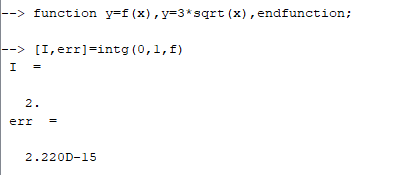 --> function y=f(x),y=3*sqrt(x),endfunction;
--> [I,err]=intg(0,1,f)
I  =
2.
err  =
2.220D-15